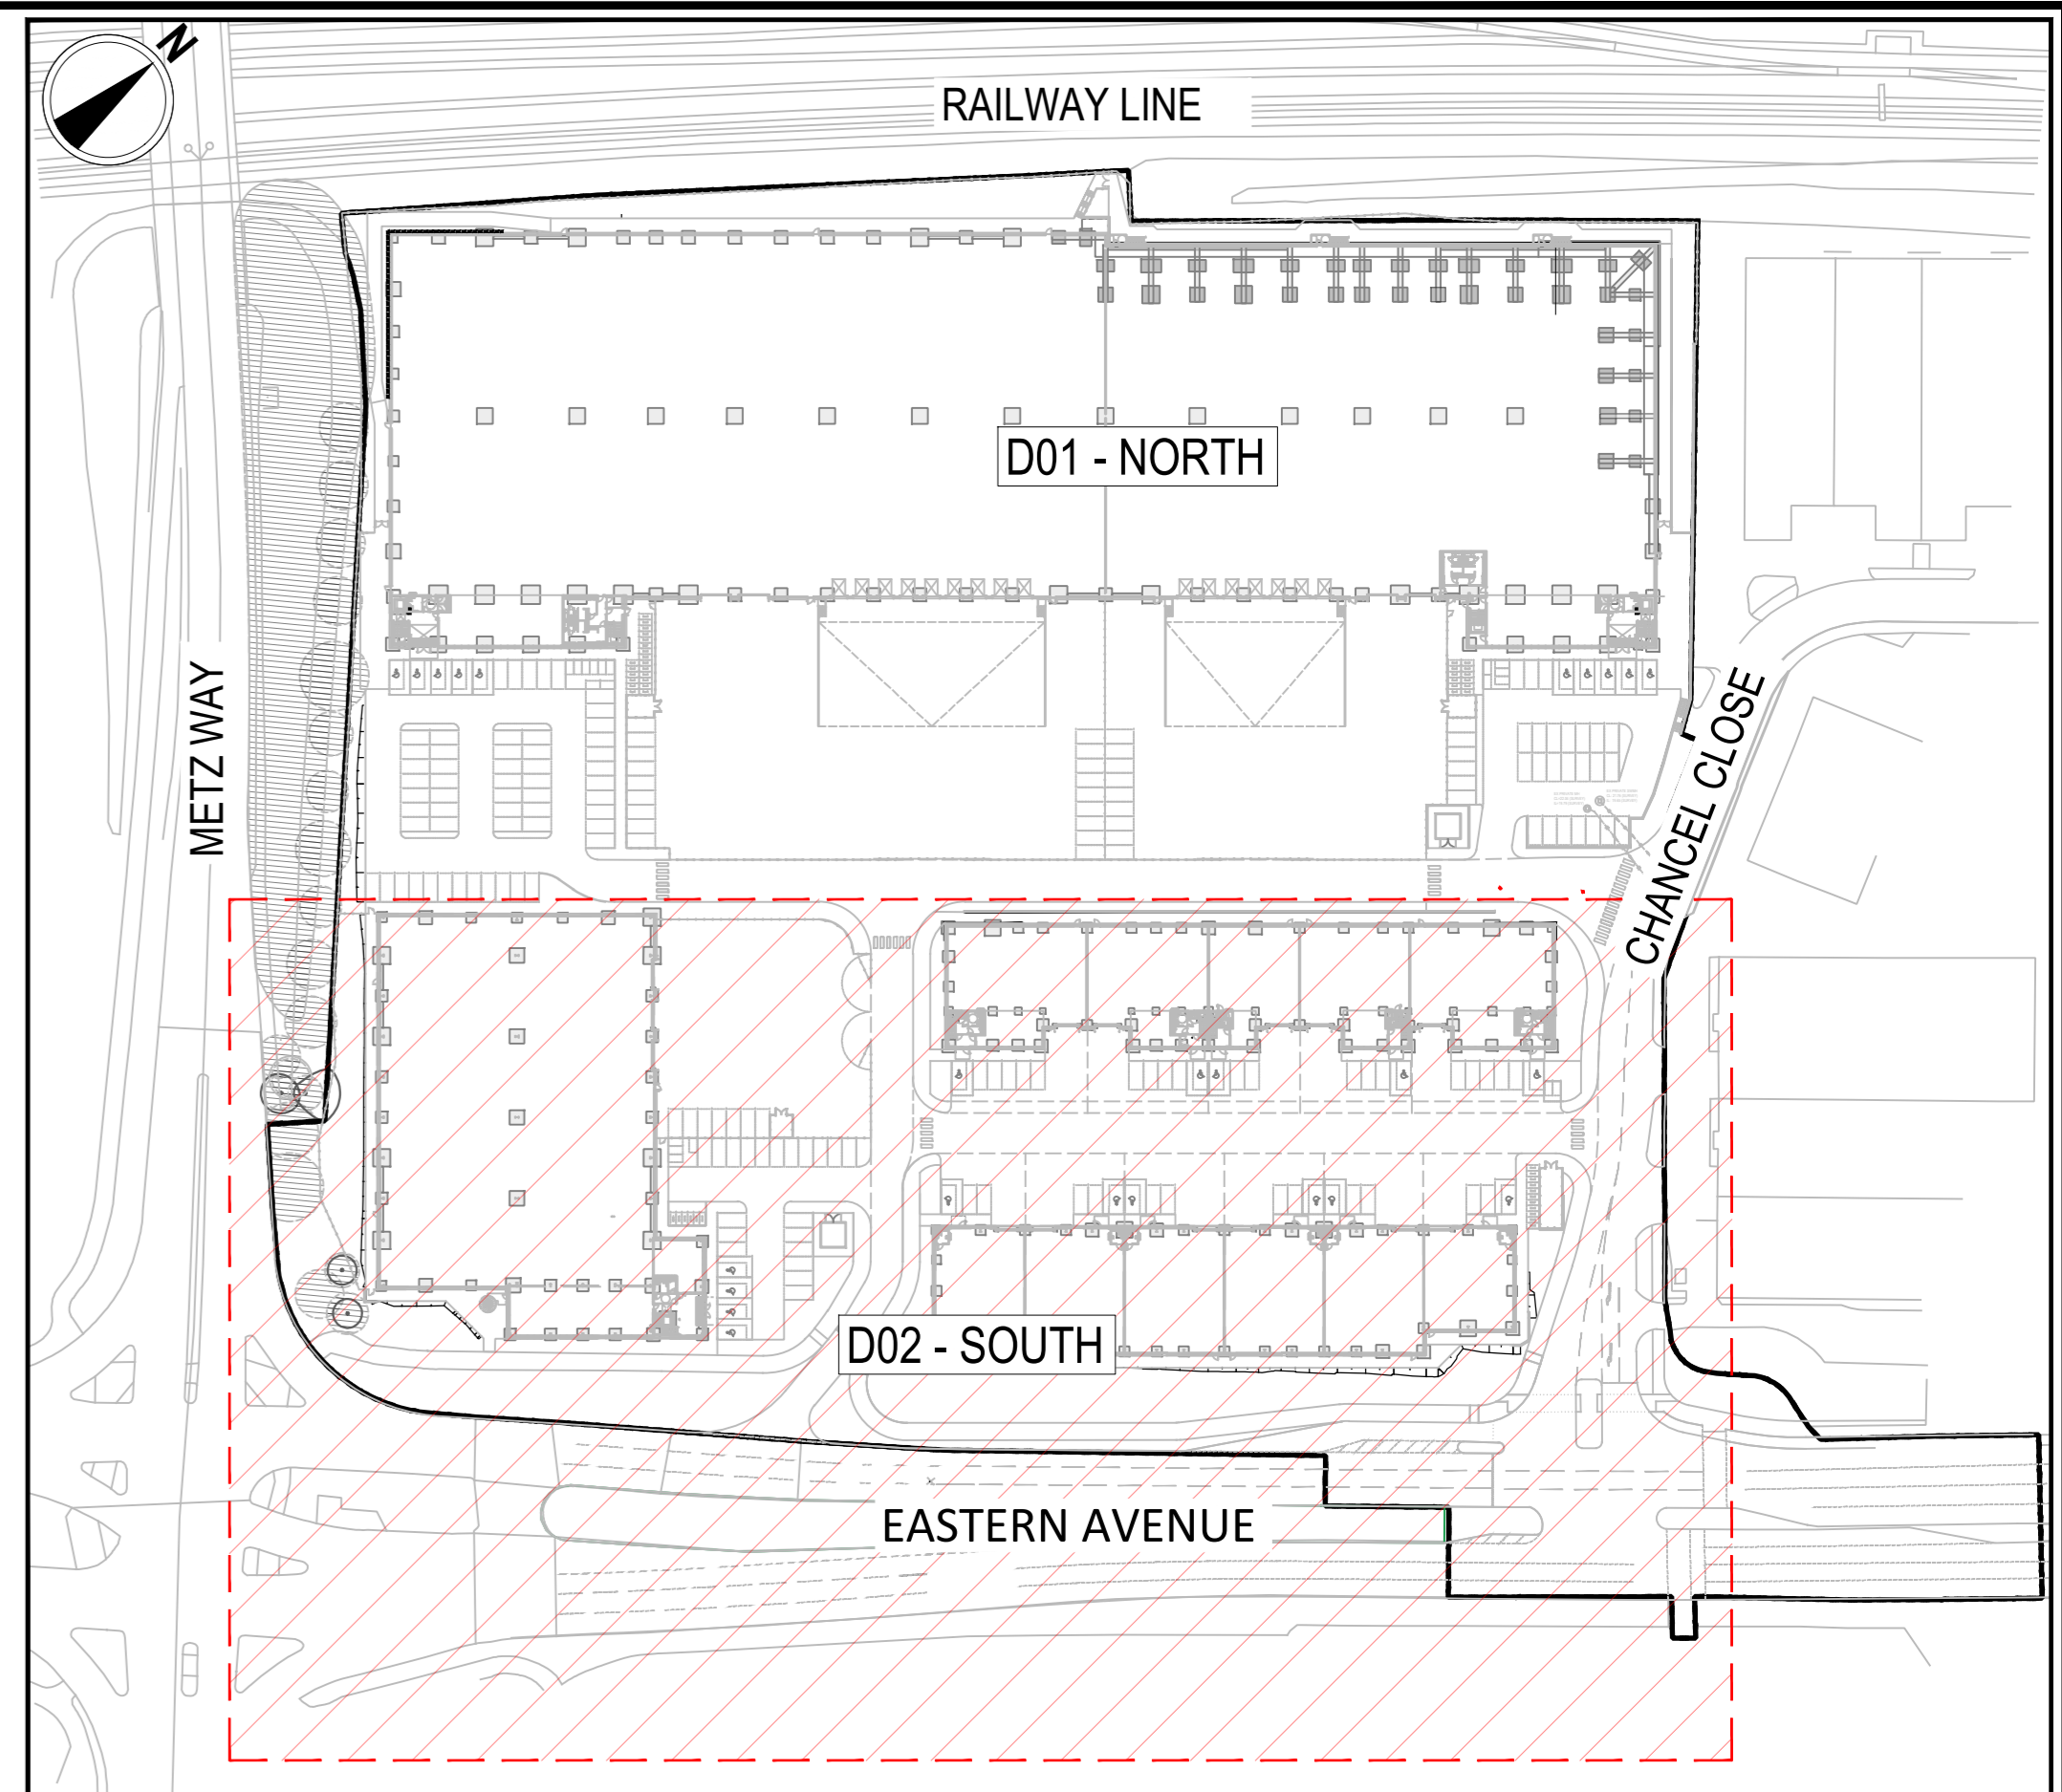 N
RAILWAY LINE
D01 - NORTH
METZ WAY
CHANCEL CLOSE
D02 - SOUTH
EASTERN AVENUE